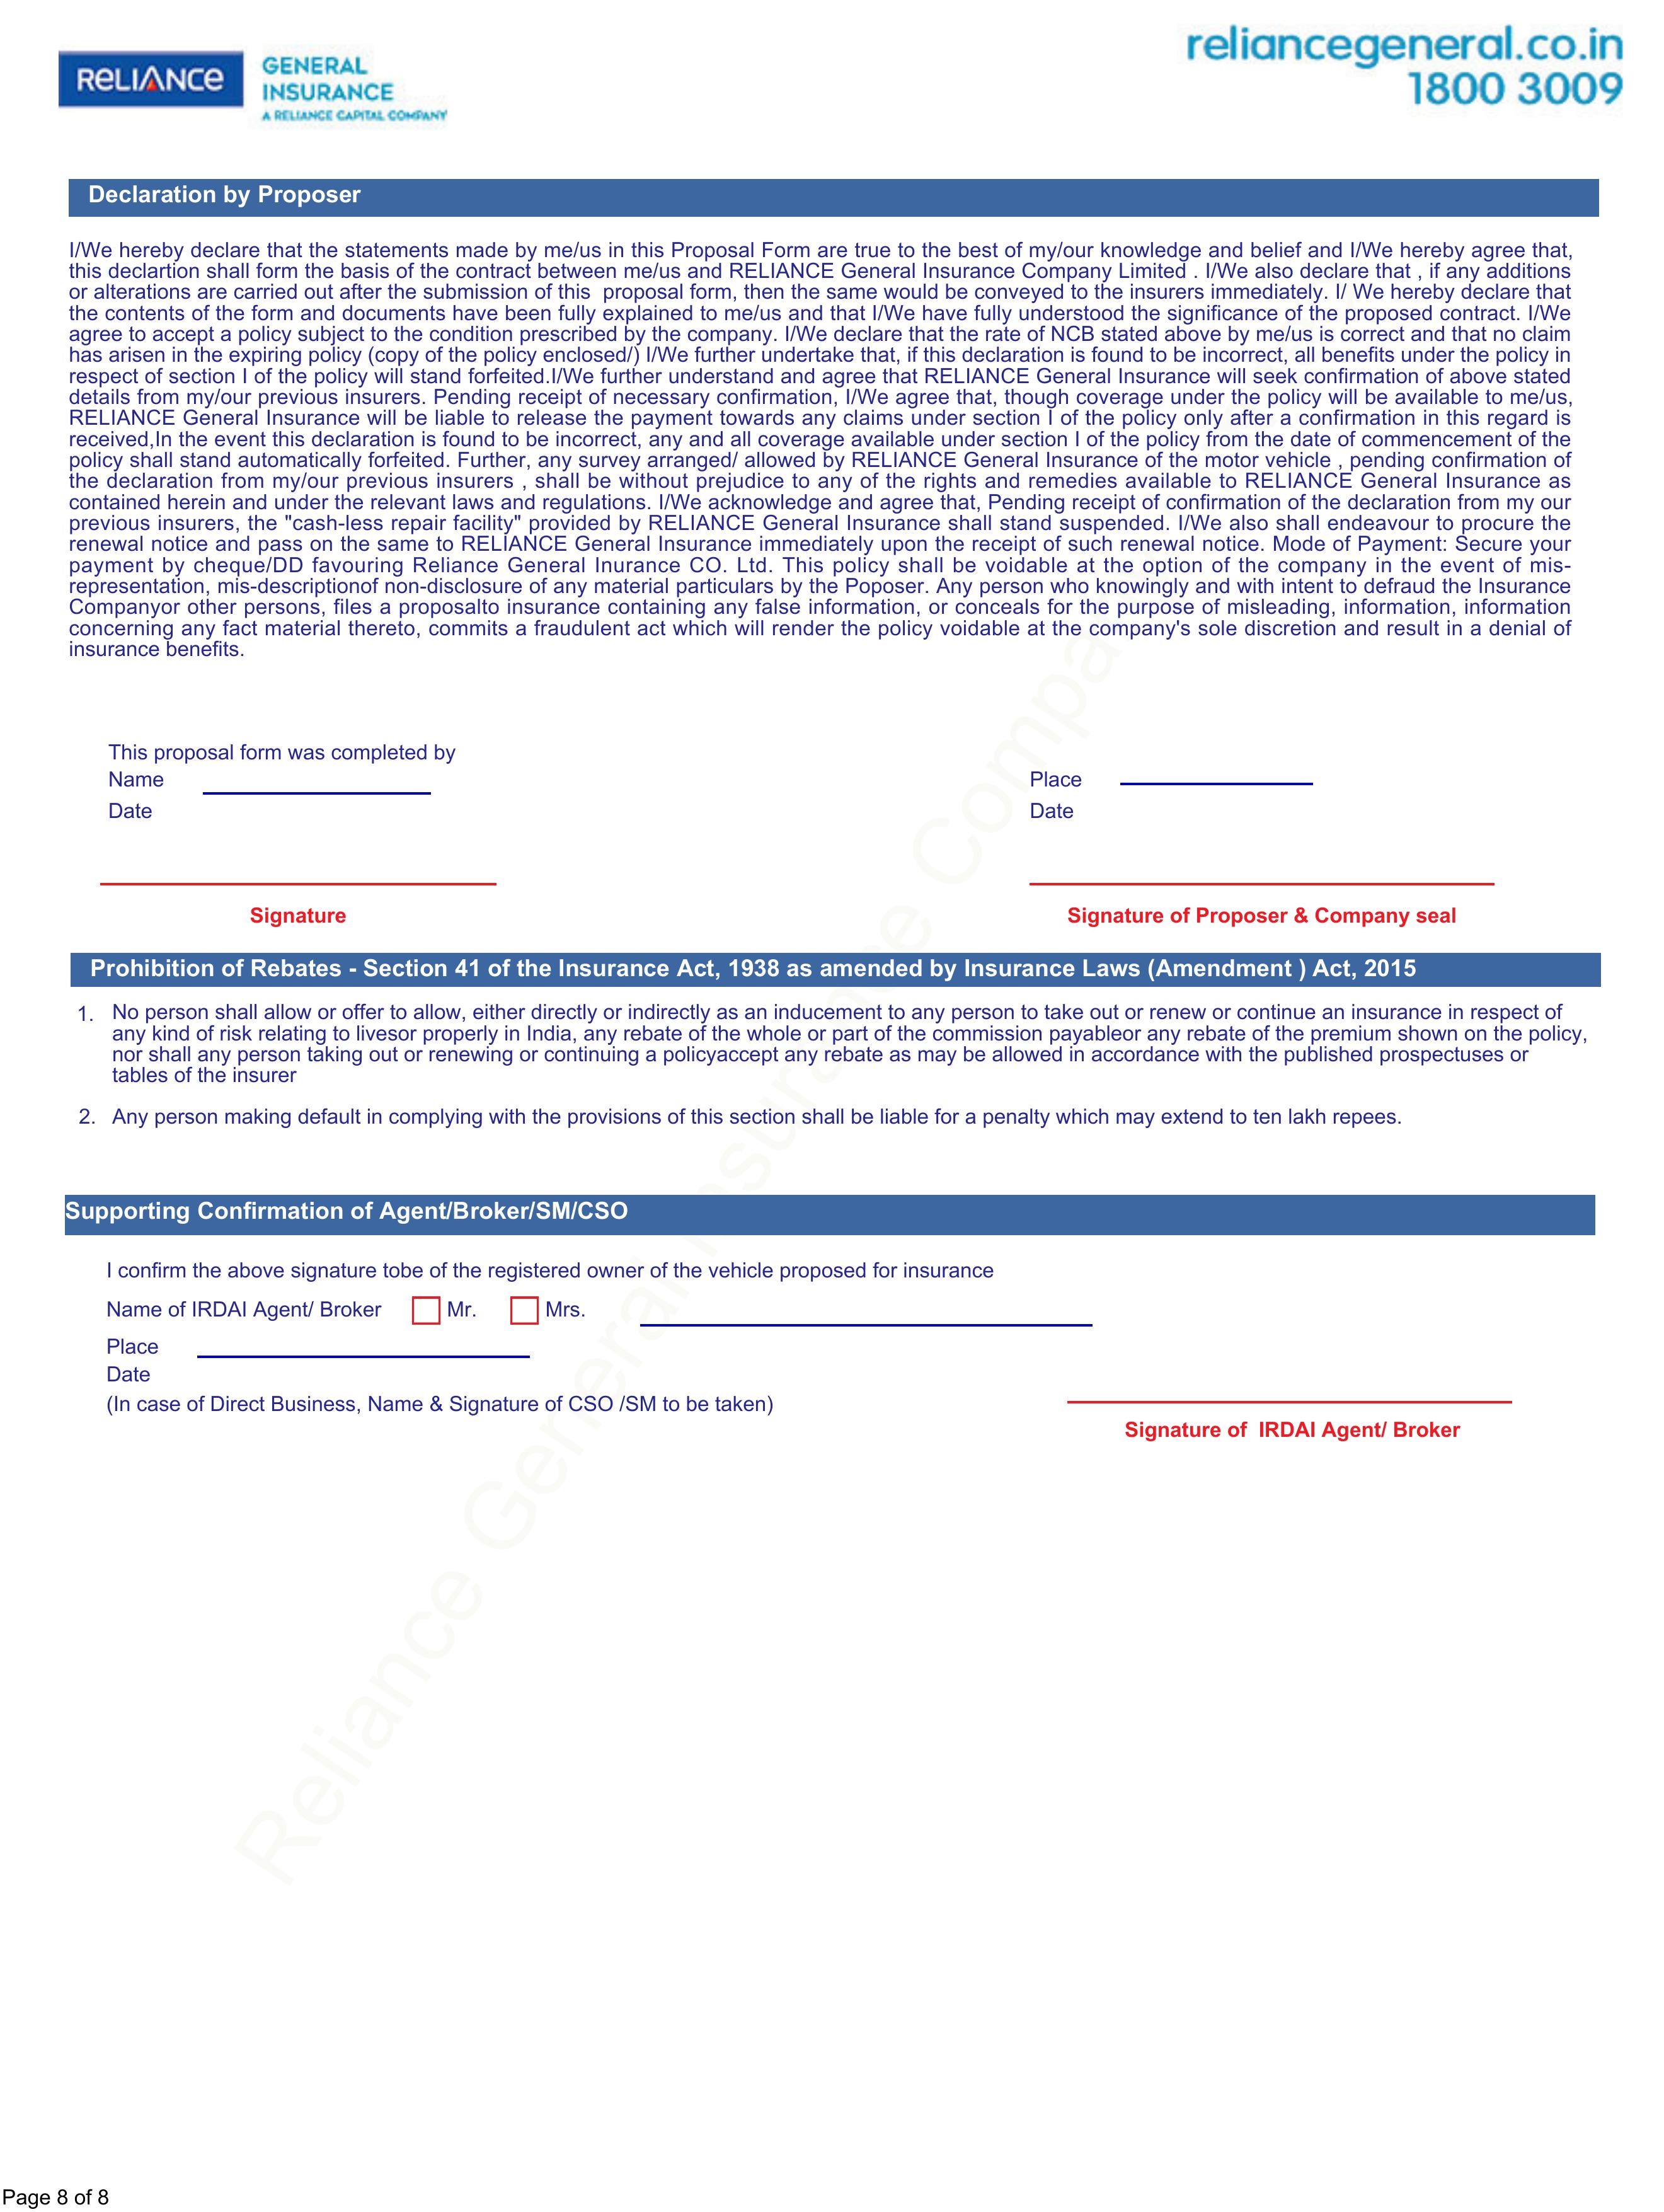 RELIANCE
GENERAL
INSURANCE
A RELIANCE CAPITAL COMPANY
reliancegeneral.co.in
1800 3009
Declaration by Proposer
I/We hereby declare that the statements made by me/us in this Proposal Form are true to the best of my/our knowledge and belief and I/We hereby agree that,
this declartion shall form the basis of the contract between me/us and RELIANCE General Insurance Company Limited . I/We also declare that , if any additions
or alterations are carried out after the submission of this proposal form, then the same would be conveyed to the insurers immediately. I/ We hereby declare that
the contents of the form and documents have been fully explained to me/us and that I/We have fully understood the significance of the proposed contract. I/We
agree to accept a policy subject to the condition prescribed by the company. I/We declare that the rate of NCB stated above by me/us is correct and that no claim
has arisen in the expiring policy (copy of the policy enclosed/) I/We further undertake that, if this declaration is found to be incorrect, all benefits under the policy in
respect of section I of the policy will stand forfeited.I/We further understand and agree that RELIANCE General Insurance will seek confirmation of above stated
details from my/our previous insurers. Pending receipt of necessary confirmation, I/We agree that, though coverage under the policy will be available to me/us,
RELIANCE General Insurance will be liable to release the payment towards any claims under section I of the policy only after a confirmation in this regard is
received,In the event this declaration is found to be incorrect, any and all coverage available under section I of the policy from the date of commencement of the
policy shall stand automatically forfeited. Further, any survey arranged/ allowed by RELIANCE General Insurance of the motor vehicle , pending confirmation of
the declaration from my/our previous insurers , shall be without prejudice to any of the rights and remedies available to RELIANCE General Insurance as
contained herein and under the relevant laws and regulations. I/We acknowledge and agree that, Pending receipt of confirmation of the declaration from my our
previous insurers, the "cash-less repair facility" provided by RELIANCE General Insurance shall stand suspended. I/We also shall endeavour to procure the
renewal notice and pass on the same to RELIANCE General Insurance immediately upon the receipt of such renewal notice. Mode of Payment: Secure your
payment by cheque/DD favouring Reliance General Inurance CO. Ltd. This policy shall be voidable at the option of the company in the event of mis-
representation, mis-descriptionof non-disclosure of any material particulars by the Poposer. Any person who knowingly and with intent to defraud the Insurance
Companyor other persons, files a proposalto insurance containing any false information, or conceals for the purpose of misleading, information, information
concerning any fact material thereto, commits a fraudulent act which will render the policy voidable at the company's sole discretion and result in a denial of
insurance benefits.
This proposal form was completed by
Name
Place
Date
Date
Signature
Signature of Proposer & Company seal
Prohibition of Rebates - Section 41 of the Insurance Act, 1938 as amended by Insurance Laws (Amendment ) Act, 2015
1. No person shall allow or offer to allow, either directly or indirectly as an inducement to any person to take out or renew or continue an insurance in respect of
any kind of risk relating to livesor properly in India, any rebate of the whole or part of the commission payableor any rebate of the premium shown on the policy,
nor shall any person taking out or renewing or continuing a policyaccept any rebate as may be allowed in accordance with the published prospectuses or
tables of the insurer
2. Any person making default in complying with the provisions of this section shall be liable for a penalty which may extend to ten lakh repees.
Supporting Confirmation of Agent/Broker/SM/CSO
I confirm the above signature tobe of the registered owner of the vehicle proposed for insurance
Name of IRDAI Agent/ Broker Mr. Mrs.
Place
Date
(In case of Direct Business, Name & Signature of CSO /SM to be taken)
Signature of IRDAI Agent/ Broker
Reliance General Insurance Compa
Page 8 of 8